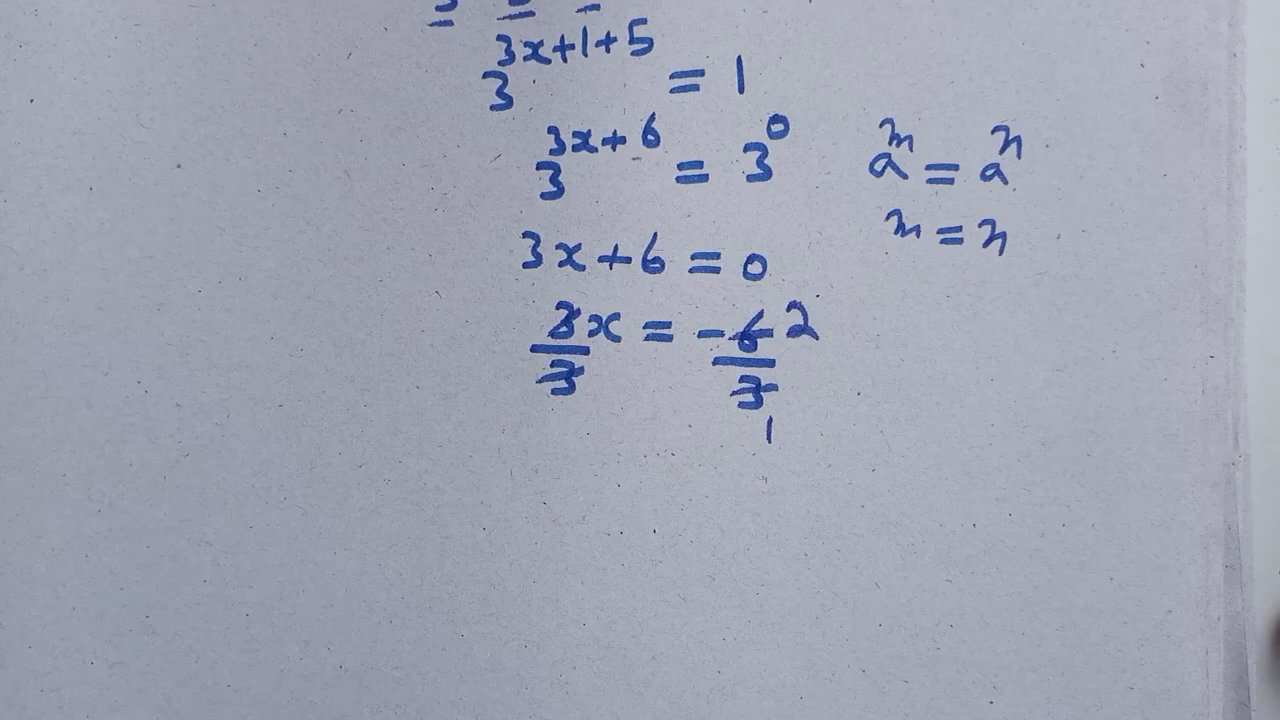 3^{3x+1+5} = 1
3^{3x+6} = 3^0  a^m = a^n
m = n
3x + 6 = 0
3x/3 = -6/3 2
1